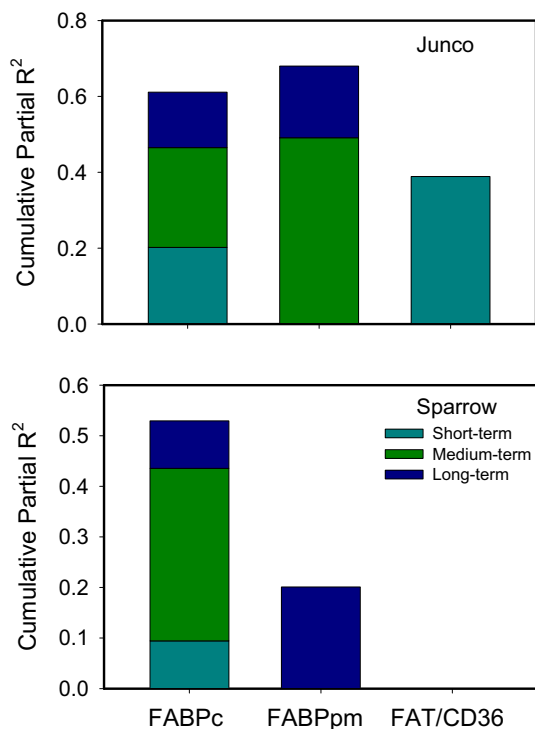 Junco
Cumulative Partial R²
0.8
0.6
0.4
0.2
0.0
Sparrow
Short-term
Medium-term
Long-term
Cumulative Partial R²
0.6
0.5
0.4
0.3
0.2
0.1
0.0
FABPc FABPpm FAT/CD36